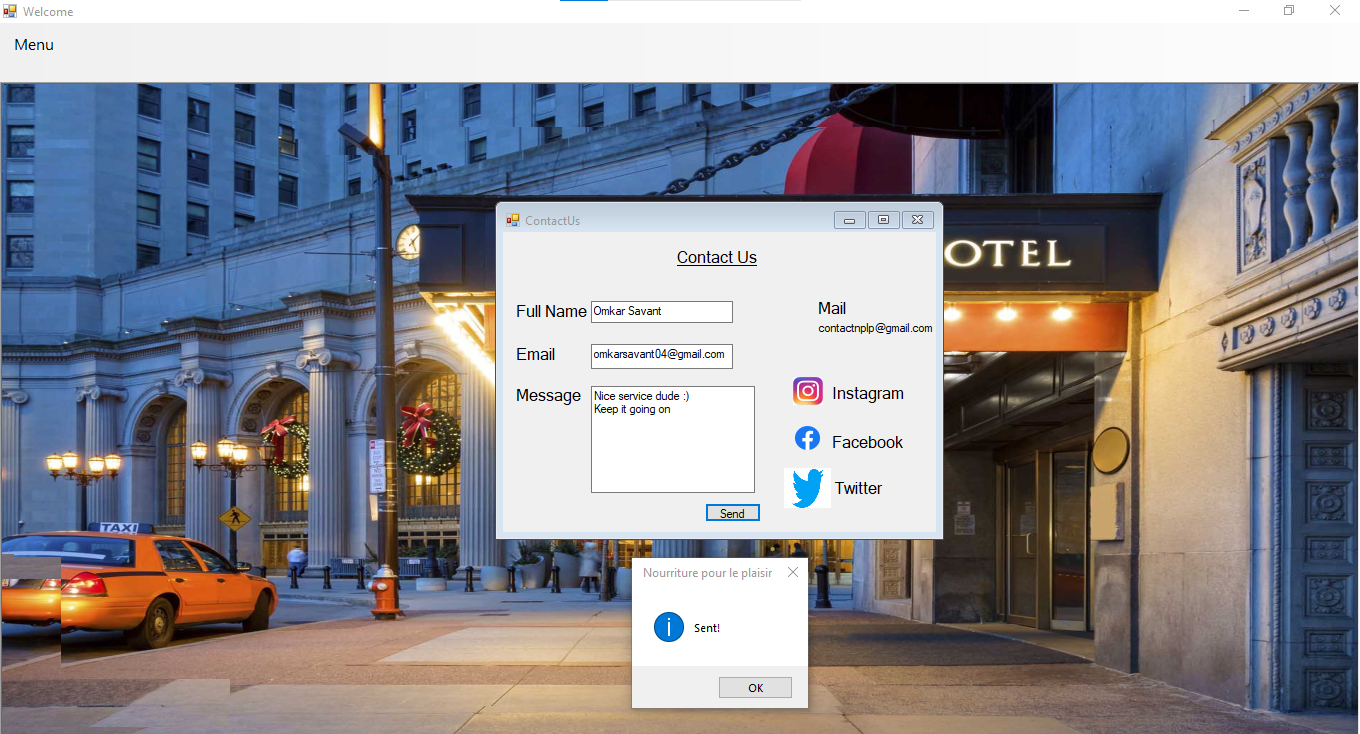 Welcome
Menu
ContactUs
Contact Us
Full Name
Omkar Savant
Email
omkarsavant04@gmail.com
Message
Nice service dude :)
Keep it going on
Send
Mail
contactnplp@gmail.com
Instagram
Facebook
Twitter
OTEL
TAXI
Nourriture pour le plaisir
Sent!
OK